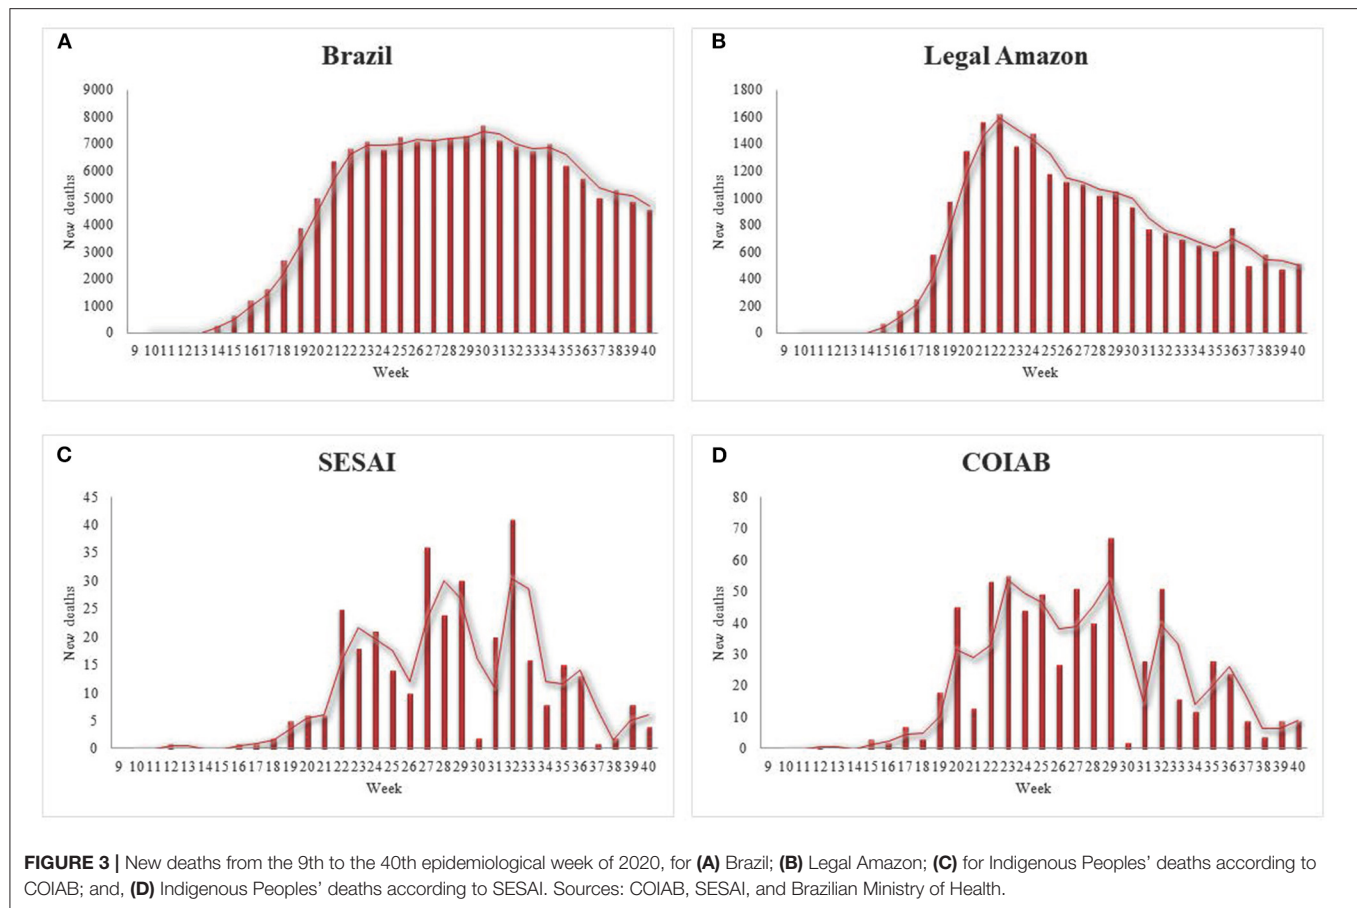 A
Brazil
9000
8000
7000
6000
5000
4000
3000
2000
1000
0
New deaths
9 10 11 12 13 14 15 16 17 18 19 20 21 22 23 24 25 26 27 28 29 30 31 32 33 34 35 36 37 38 39 40
Week
B
Legal Amazon
1800
1600
1400
1200
1000
800
600
400
200
0
New deaths
9 10 11 12 13 14 15 16 17 18 19 20 21 22 23 24 25 26 27 28 29 30 31 32 33 34 35 36 37 38 39 40
Week
C
SESAI
45
40
35
30
25
20
15
10
5
0
New deaths
9 10 11 12 13 14 15 16 17 18 19 20 21 22 23 24 25 26 27 28 29 30 31 32 33 34 35 36 37 38 39 40
Week
D
COIAB
80
70
60
50
40
30
20
10
0
New deaths
9 10 11 12 13 14 15 16 17 18 19 20 21 22 23 24 25 26 27 28 29 30 31 32 33 34 35 36 37 38 39 40
Week
FIGURE 3 | New deaths from the 9th to the 40th epidemiological week of 2020, for (A) Brazil; (B) Legal Amazon; (C) for Indigenous Peoples' deaths according to
COIAB; and, (D) Indigenous Peoples' deaths according to SESAI. Sources: COIAB, SESAI, and Brazilian Ministry of Health.